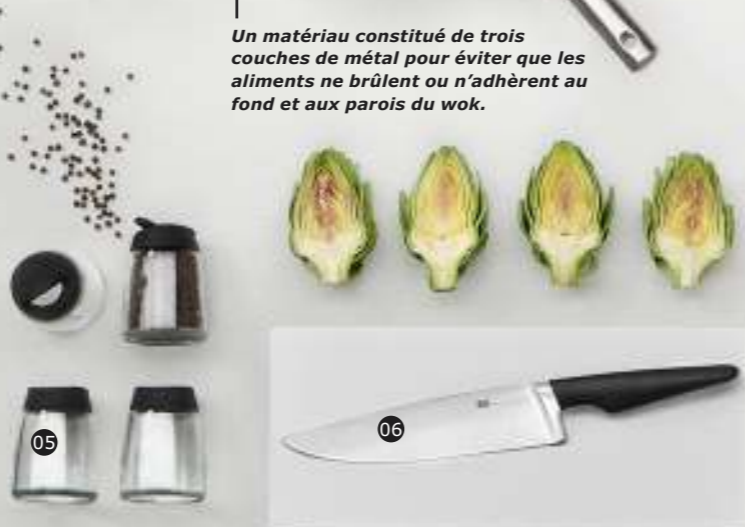 Un matériau constitué de trois
couches de métal pour éviter que les
aliments ne brûlent ou n’adhèrent au
fond et aux parois du wok.
05
06